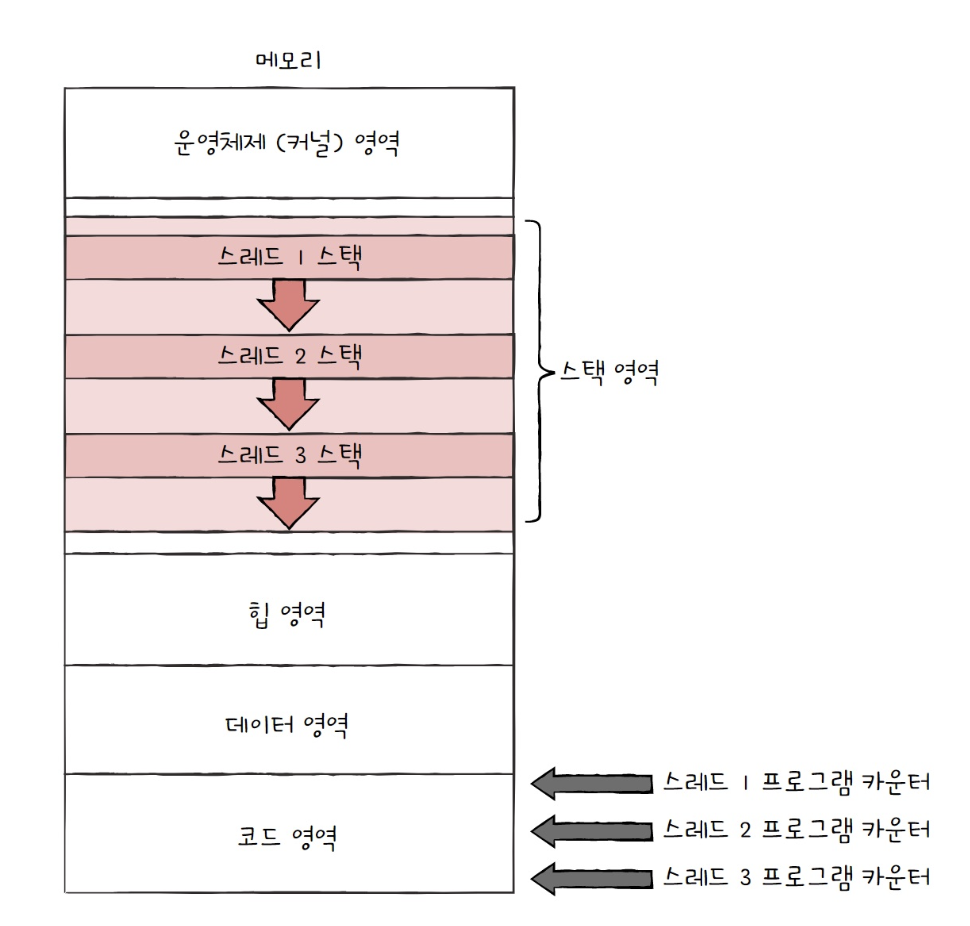 메모리
운영체제 (커널) 영역
스레드 1 스택
스레드 2 스택
스레드 3 스택
스택 영역
힙 영역
데이터 영역
코드 영역
스레드 1 프로그램 카운터
스레드 2 프로그램 카운터
스레드 3 프로그램 카운터